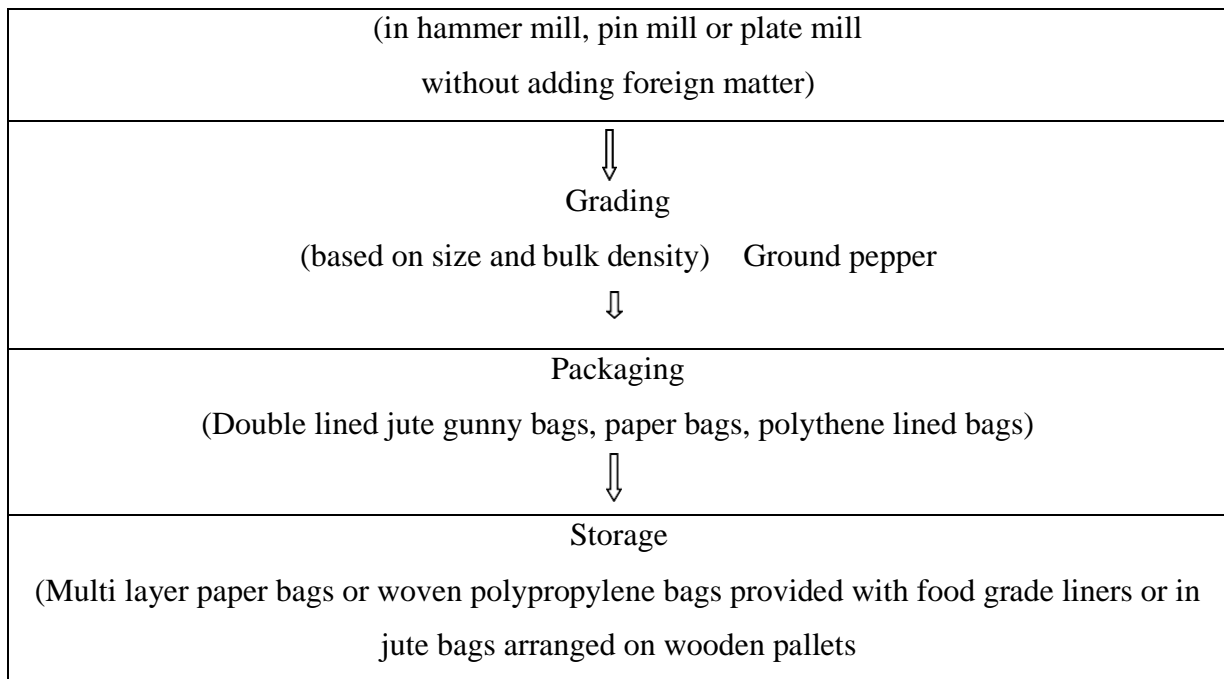 (in hammer mill, pin mill or plate mill
without adding foreign matter)
Grading
(based on size and bulk density)    Ground pepper
Packaging
(Double lined jute gunny bags, paper bags, polythene lined bags)
Storage
(Multi layer paper bags or woven polypropylene bags provided with food grade liners or in
jute bags arranged on wooden pallets